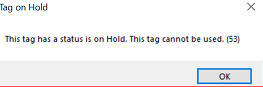 Tag on Hold
This tag has a status is on Hold. This tag cannot be used. (53)
OK